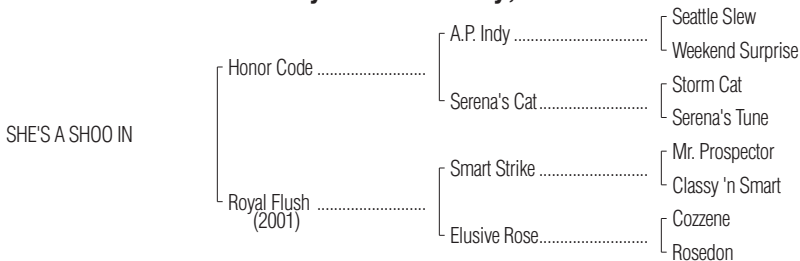 Seattle Slew
A.P. Indy ................................
Weekend Surprise
Honor Code ..........................
Storm Cat
Serena's Cat..........................
Serena's Tune
SHE'S A SHOO IN
Mr. Prospector
Smart Strike ..........................
Classy 'n Smart
Royal Flush ..........................
(2001)
Cozzene
Elusive Rose..........................
Rosedon